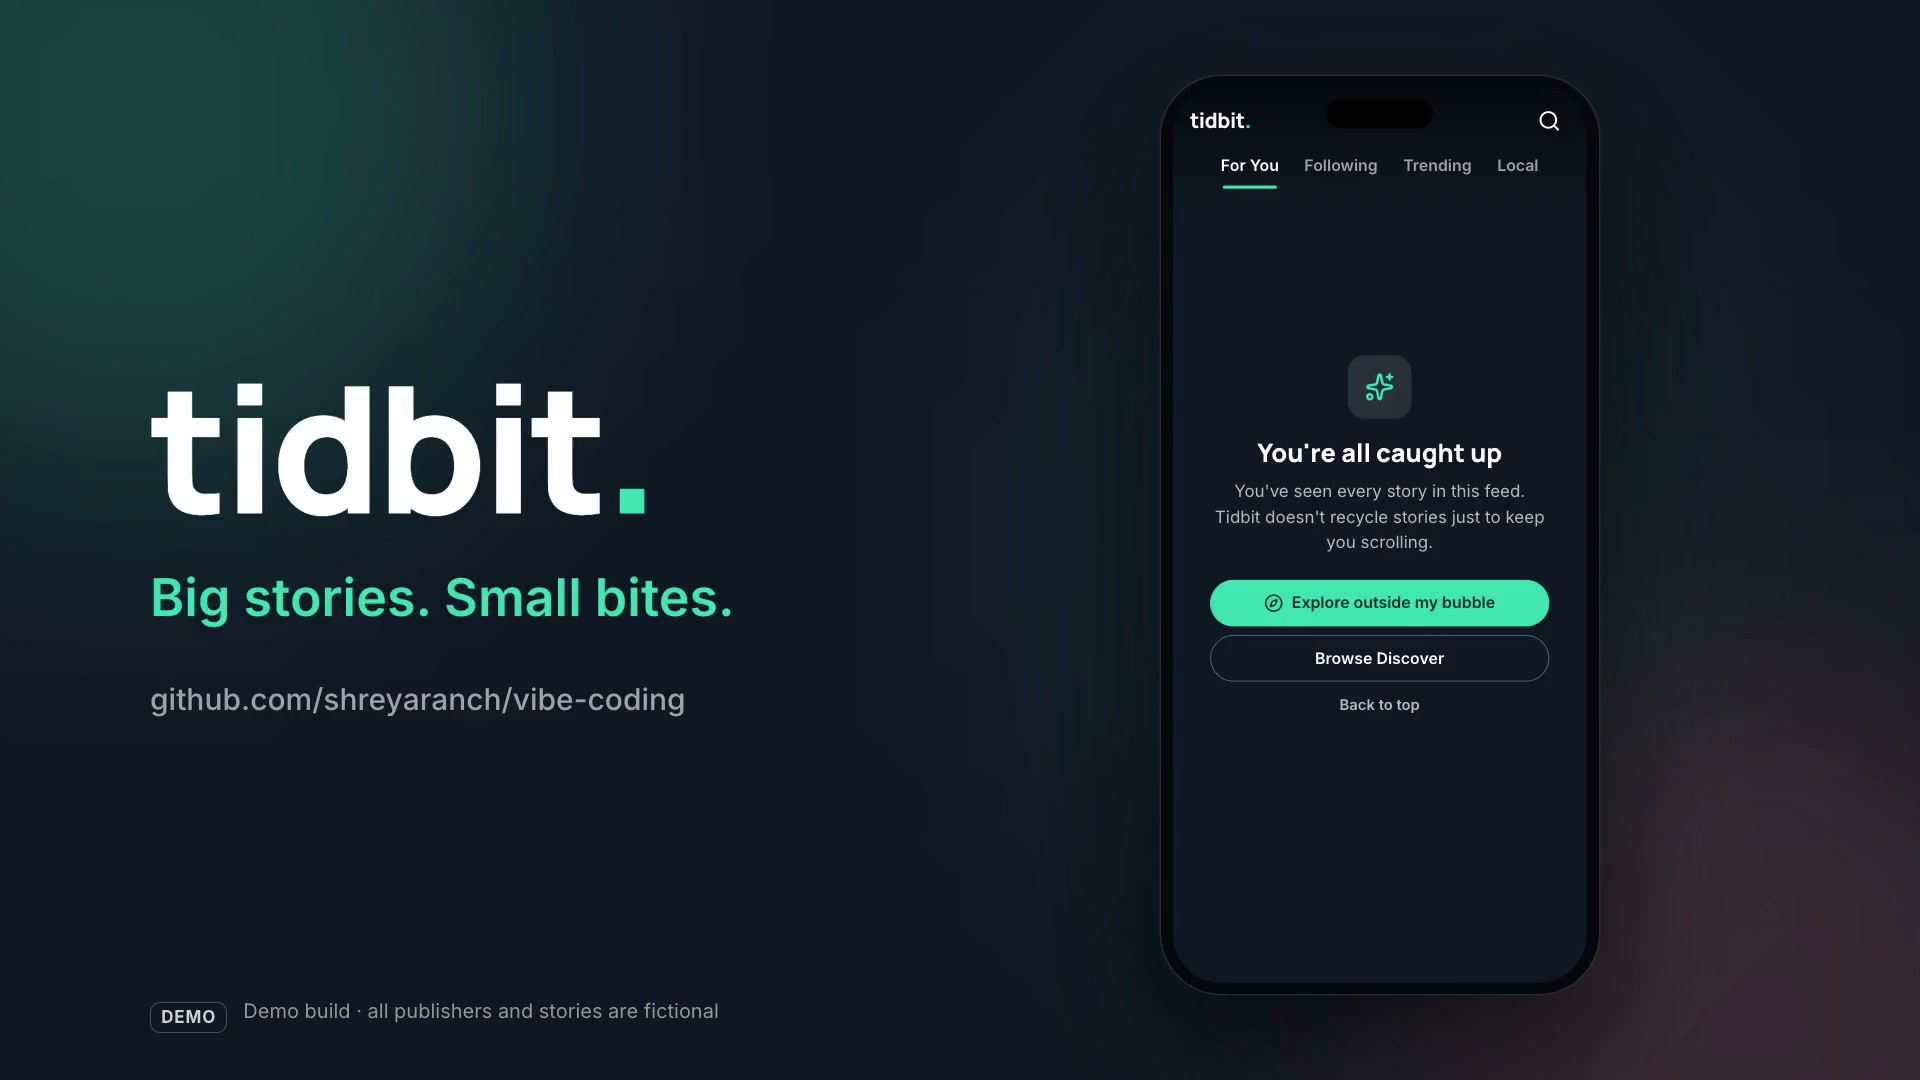 tidbit.
Big stories. Small bites.
github.com/shreyaranch/vibe-coding
DEMO Demo build · all publishers and stories are fictional
tidbit.
For You Following Trending Local
You're all caught up
You've seen every story in this feed.
Tidbit doesn't recycle stories just to keep
you scrolling.
Explore outside my bubble
Browse Discover
Back to top